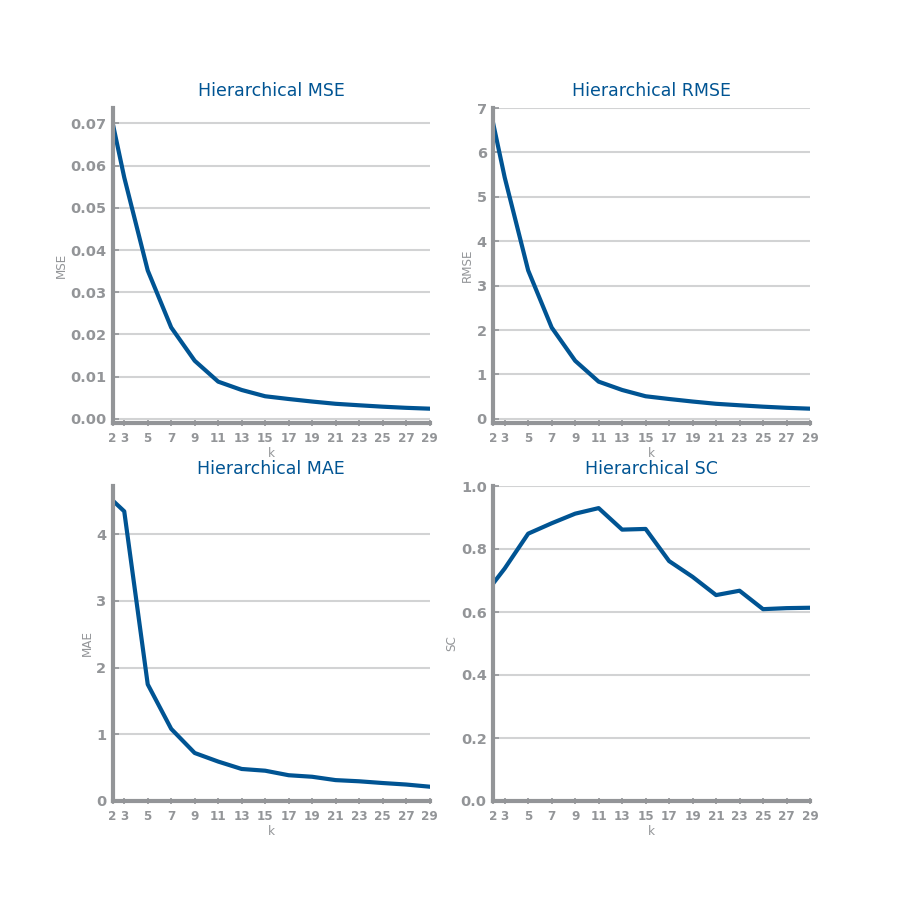 Hierarchical MSE
0.07
0.06
0.05
0.04
0.03
0.02
0.01
0.00
MSE
2 3 5 7 9 11 13 15 17 19 21 23 25 27 29
k
Hierarchical RMSE
7
6
5
4
3
2
1
0
RMSE
2 3 5 7 9 11 13 15 17 19 21 23 25 27 29
k
Hierarchical MAE
4
3
2
1
0
MAE
2 3 5 7 9 11 13 15 17 19 21 23 25 27 29
k
Hierarchical SC
1.0
0.8
0.6
0.4
0.2
0.0
SC
2 3 5 7 9 11 13 15 17 19 21 23 25 27 29
k